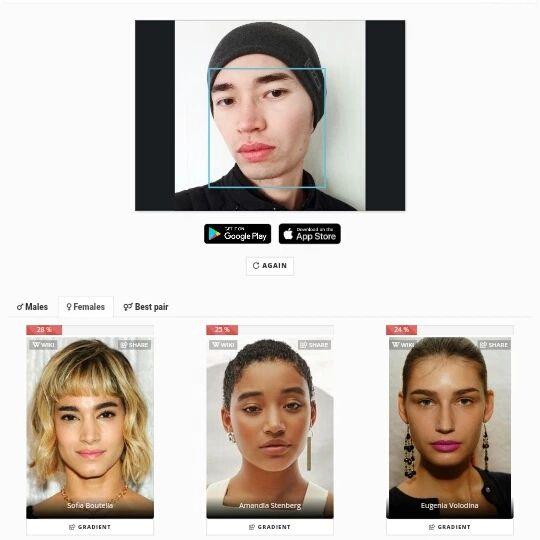 GET IT ON
Google Play
Download on the
App Store
AGAIN
Males
Females
Best pair
28 %
25 %
24 %
WIKI
SHARE
WIKI
SHARE
WIKI
SHARE
Sofia Boutella
Amandla Stenberg
Eugenia Volodina
GRADIENT
GRADIENT
GRADIENT